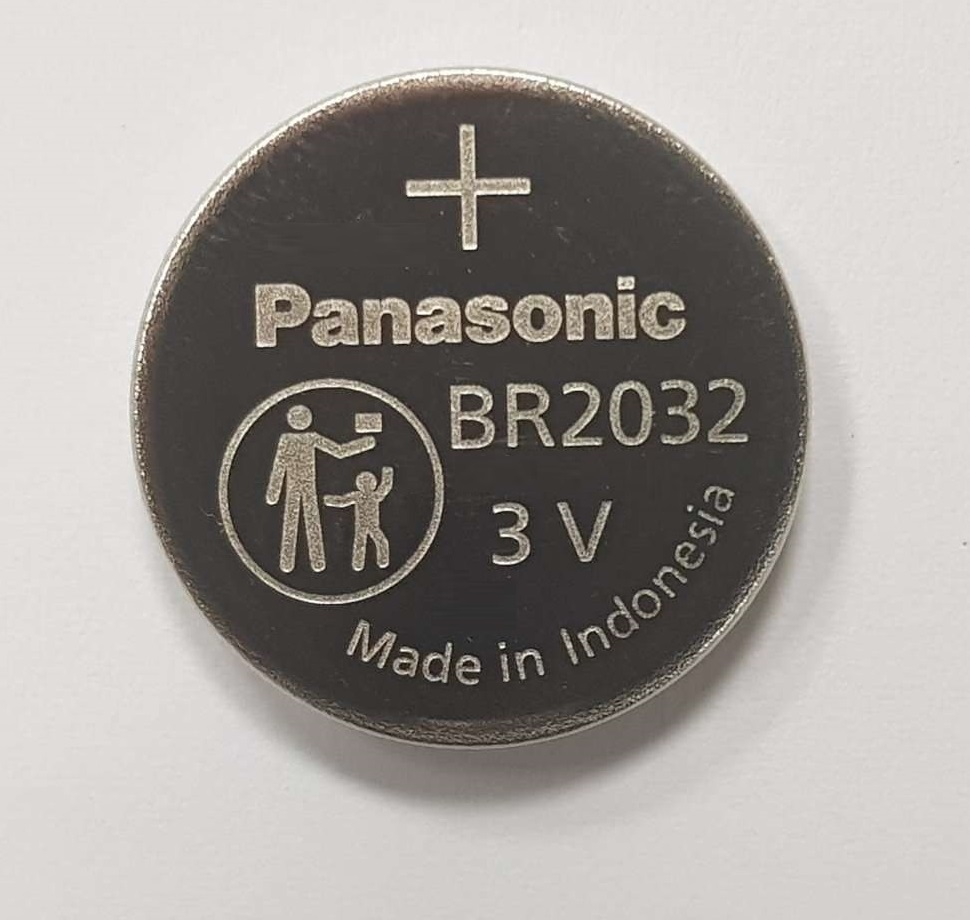 +
Panasonic
BR2032
3 V
Made in Indonesia